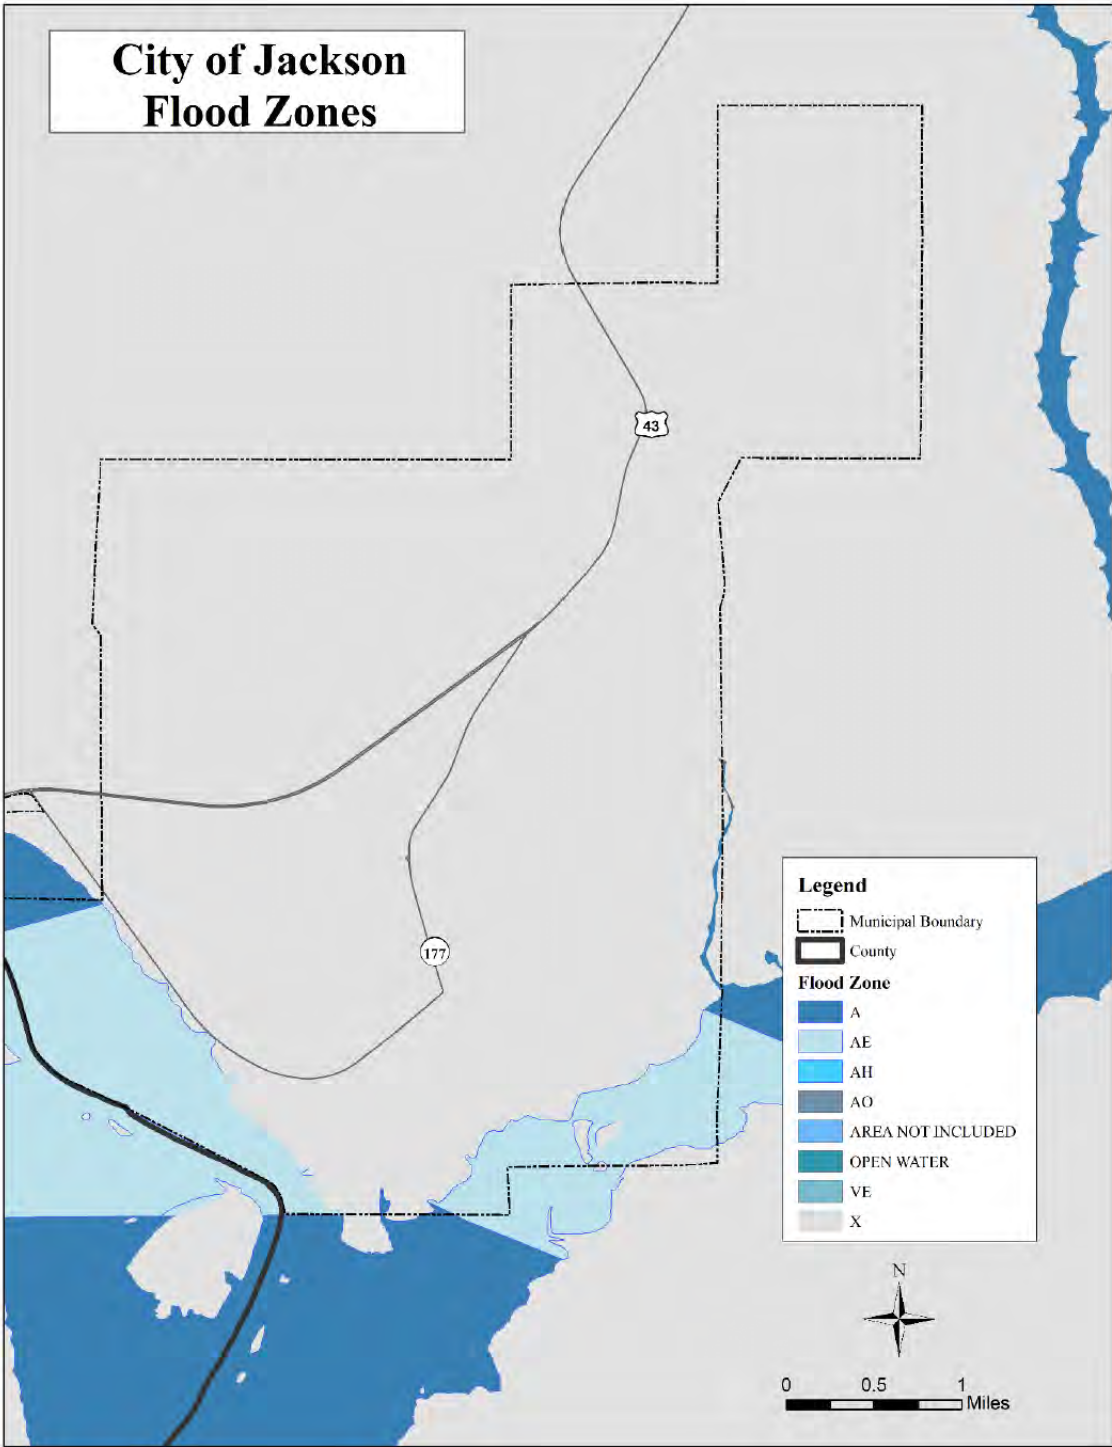 City of Jackson
Flood Zones
43
177
Legend
Municipal Boundary
County
Flood Zone
A
AE
AH
AO
AREA NOT INCLUDED
OPEN WATER
VE
X
N
0 0.5 1
Miles